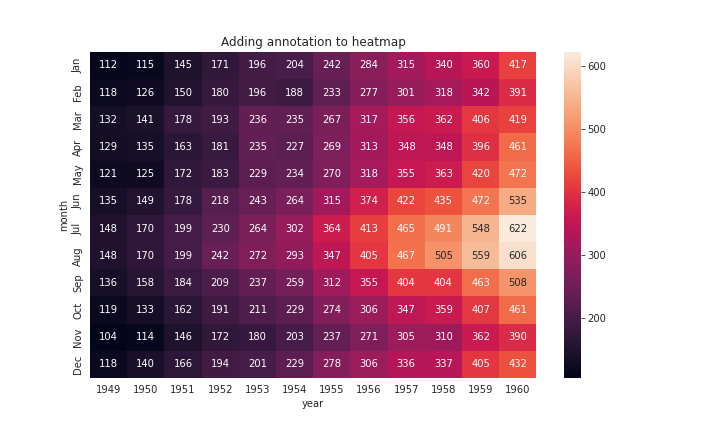 Adding annotation to heatmap
month
Jan 112 115 145 171 196 204 242 284 315 340 360 417
Feb 118 126 150 180 196 188 233 277 301 318 342 391
Mar 132 141 178 193 236 235 267 317 356 362 406 419
Apr 129 135 163 181 235 227 269 313 348 348 396 461
May 121 125 172 183 229 234 270 318 355 363 420 472
Jun 135 149 178 218 243 264 315 374 422 435 472 535
Jul 148 170 199 230 264 302 364 413 465 491 548 622
Aug 148 170 199 242 272 293 347 405 467 505 559 606
Sep 136 158 184 209 237 259 312 355 404 404 463 508
Oct 119 133 162 191 211 229 274 306 347 359 407 461
Nov 104 114 146 172 180 203 237 271 305 310 362 390
Dec 118 140 166 194 201 229 278 306 336 337 405 432
1949 1950 1951 1952 1953 1954 1955 1956 1957 1958 1959 1960
year
600
500
400
300
200